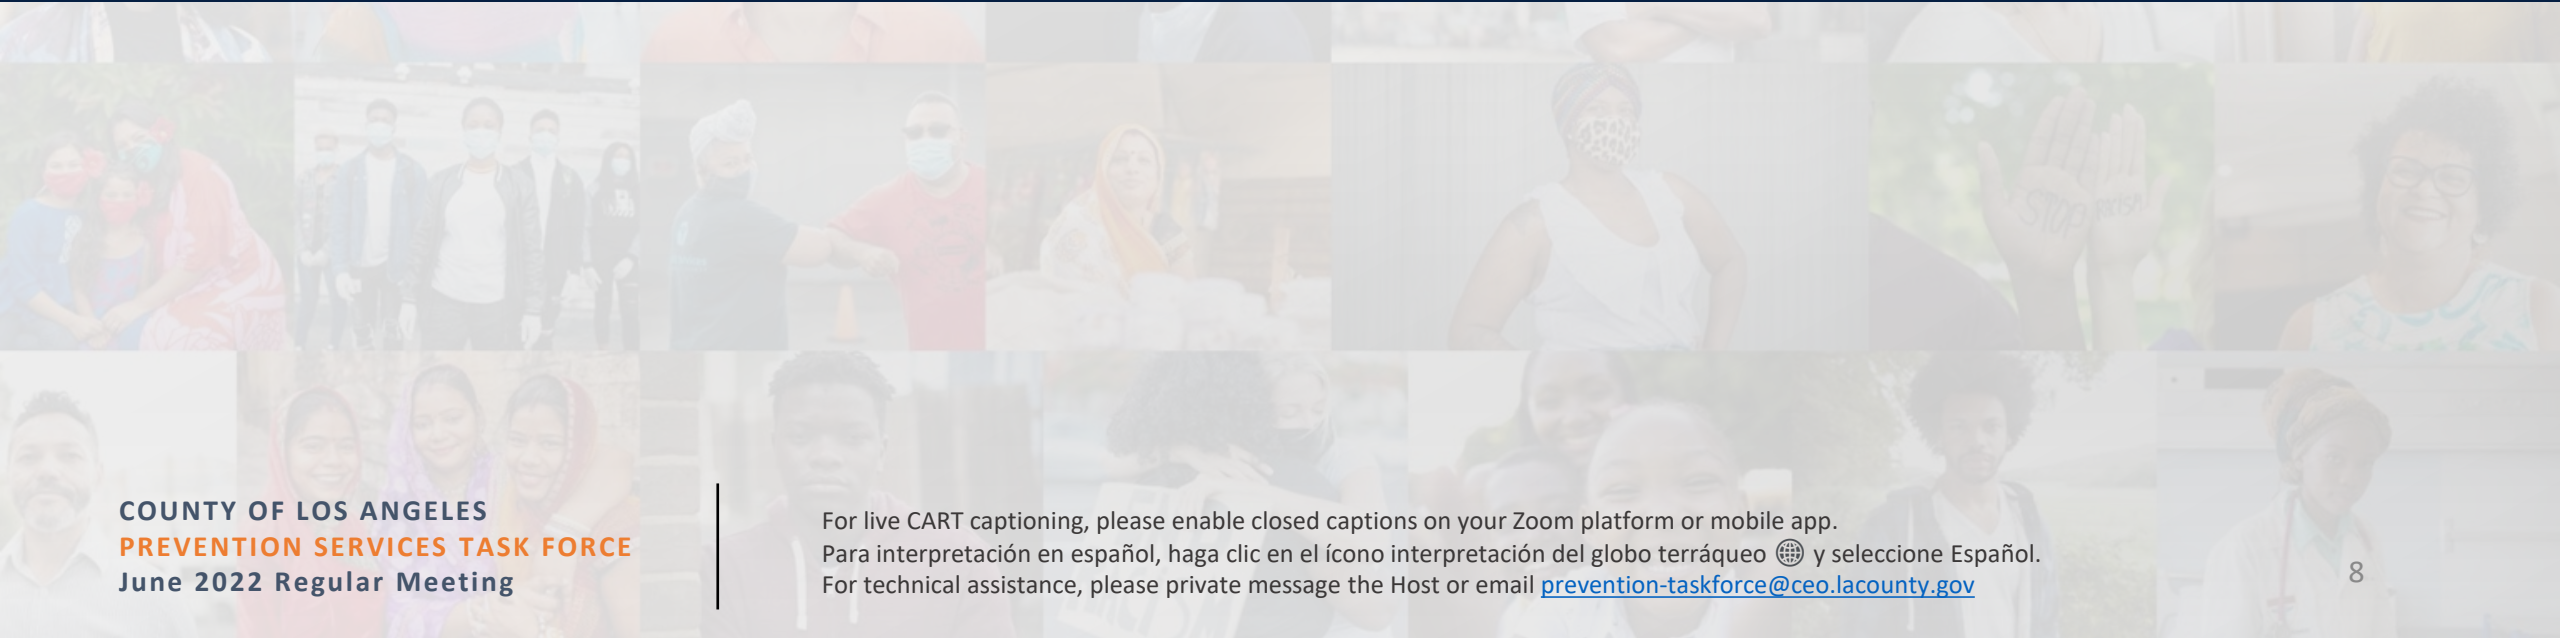 STOP racism
COUNTY OF LOS ANGELES
PREVENTION SERVICES TASK FORCE
June 2022 Regular Meeting
For live CART captioning, please enable closed captions on your Zoom platform or mobile app.
Para interpretación en español, haga clic en el ícono interpretación del globo terráqueo y seleccione Español.
For technical assistance, please private message the Host or email prevention-taskforce@ceo.lacounty.gov
8